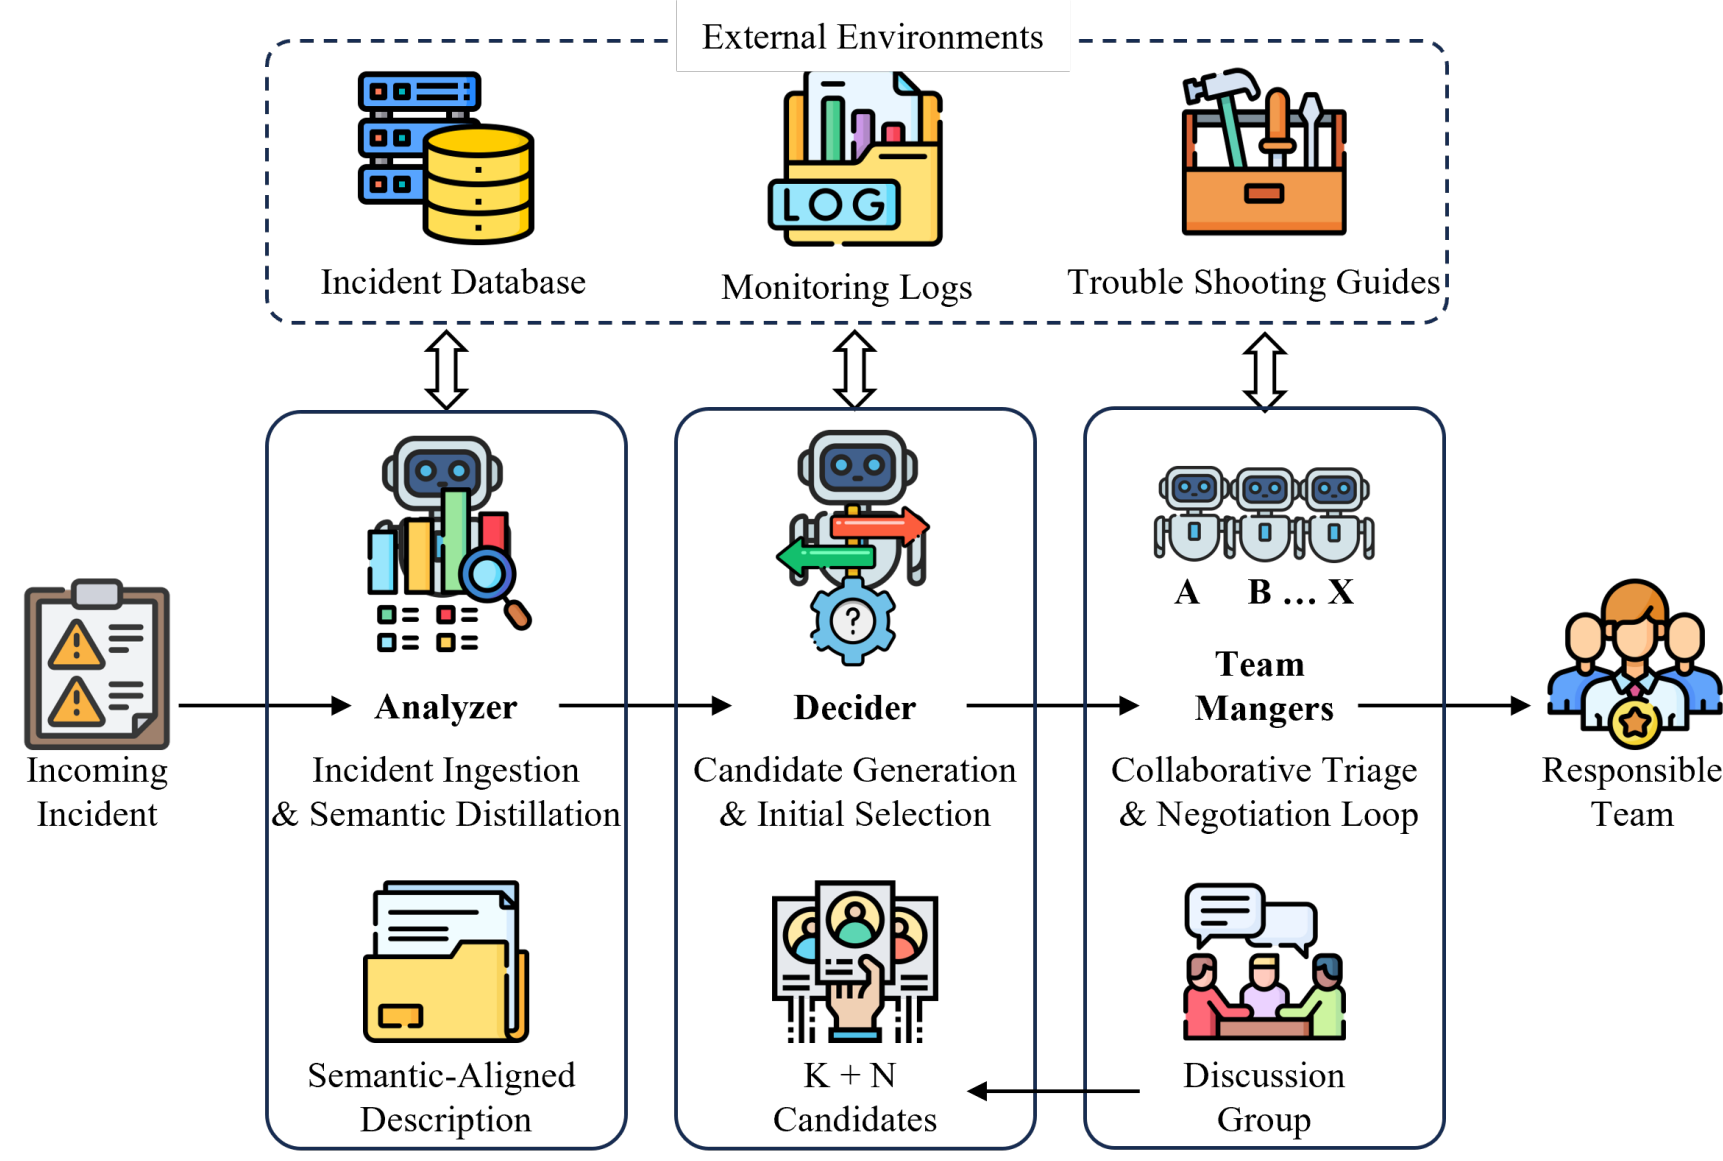 External Environments
LOG
Incident Database
Monitoring Logs
Trouble Shooting Guides
?
A B ... X
Analyzer
Decider
Team
Mangers
Incoming
Incident
Incident Ingestion
& Semantic Distillation
Candidate Generation
& Initial Selection
Collaborative Triage
& Negotiation Loop
Responsible
Team
Semantic-Aligned
Description
K + N
Candidates
Discussion
Group